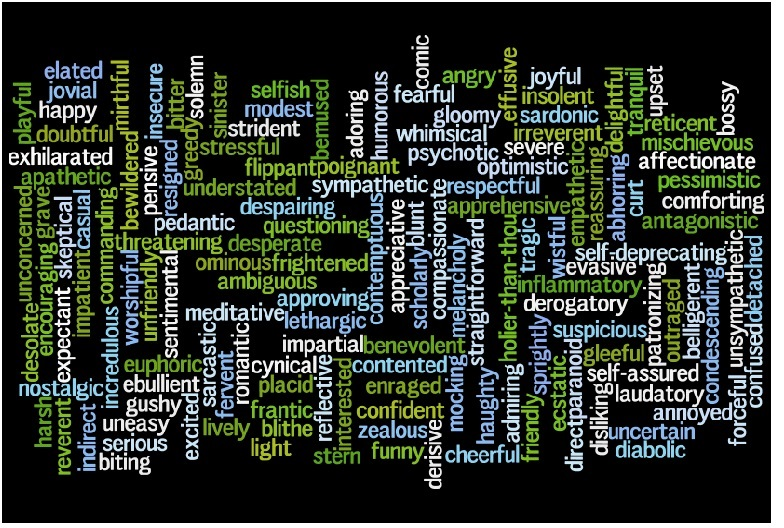 elated
jovial
happy
playful
doubtful
mirthful
insecure
bitter
solemn
sinister
greedy
selfish
modest
strident
stressful
bemused
adoring
humorous
comic
fearful
angry
gloomy
whimsical
psychotic
effusive
insolent
joyful
sardonic
irreverent
severe
optimistic
delightful
tranquil
upset
reticent
bossy
mischievous
affectionate
pessimistic
comforting
antagonistic
exhilarated
apathetic
bewildered
pensive
resigned
flippant
poignant
understated
sympathetic
respectful
apprehensive
empathetic
reassuring
abhorring
curt
unconcerned
encouraging
grave
skeptical
casual
impatient
expectant
desolate
commanding
pedantic
threatening
despairing
questioning
desperate
ominous
frightened
ambiguous
contemptuous
appreciative
blunt
scholarly
compassionate
melancholy
straightforward
holier-than-thou
tragic
wistful
self-deprecating
evasive
inflammatory
derogatory
patronizing
outraged
belligerent
condescending
unsympathetic
detached
confused
worshipful
unfriendly
sentimental
incredulous
approving
meditative
lethargic
impartial
benevolent
suspicious
gleeful
self-assured
laudatory
annoyed
forceful
nostalgic
euphoric
ebullient
gushy
uneasy
serious
biting
harsh
reverent
indirect
excited
sarcastic
fervent
romantic
cynical
placid
frantic
lively
blithe
light
reflective
interested
stern
contented
enraged
confident
zealous
funny
derisive
mocking
cheerful
haughty
admiring
friendly
sprightly
ecstatic
paranoid
direct
disliking
uncertain
diabolic